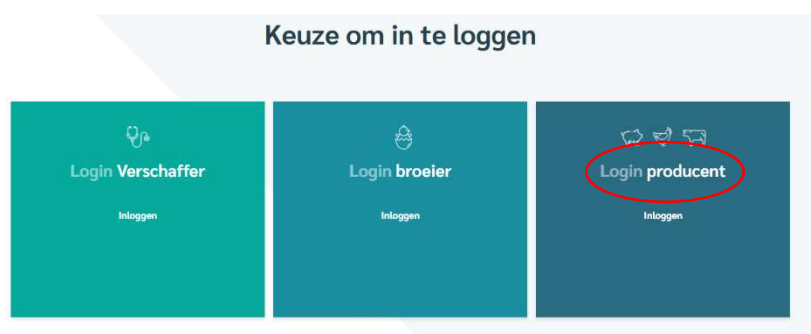 Keuze om in te loggen
Login Verschaffer
Inloggen
Login broeier
Inloggen
Login producent
Inloggen